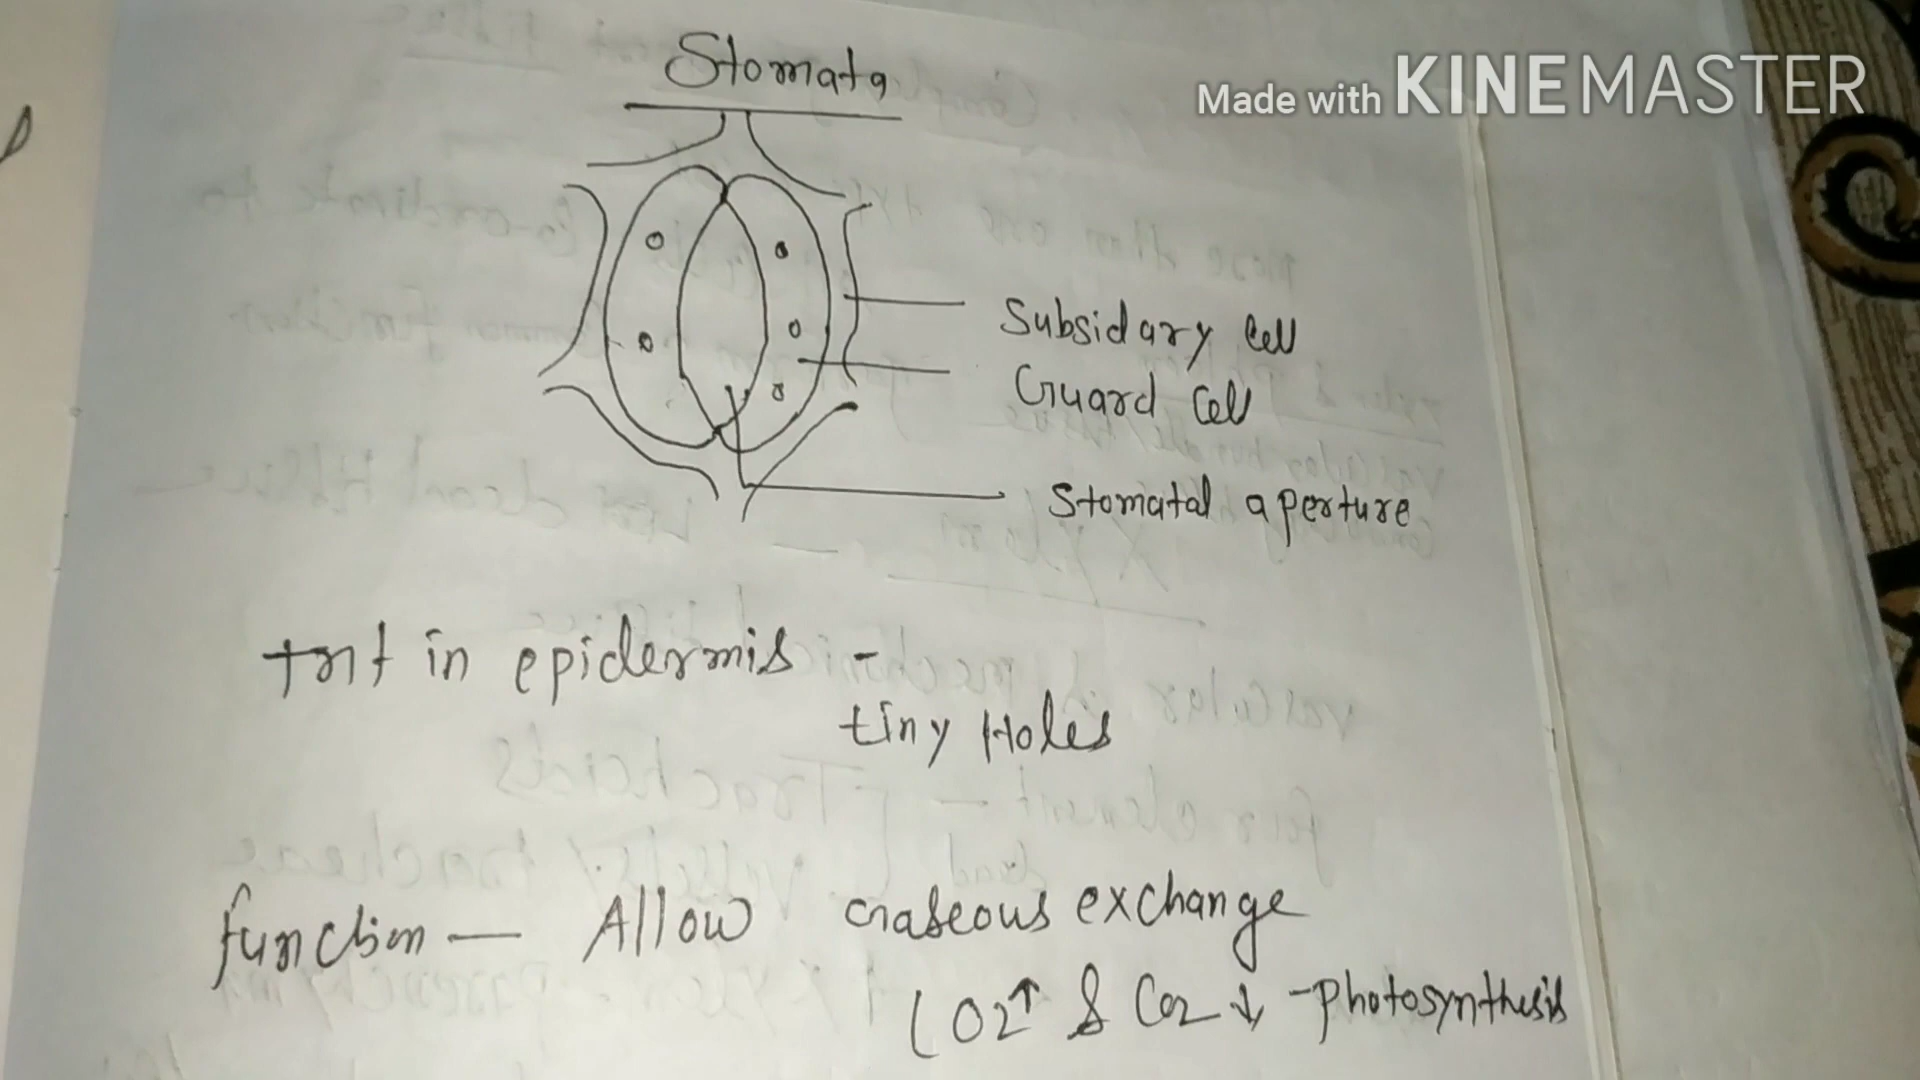 Stomata
Made with KINEMASTER
Subsidary Cell
Guard Cell
Stomatal aperture
in epidermis -
tiny Holes
function — Allow Gaseous exchange
( O2↑ & CO2 ↓ - Photosynthesis